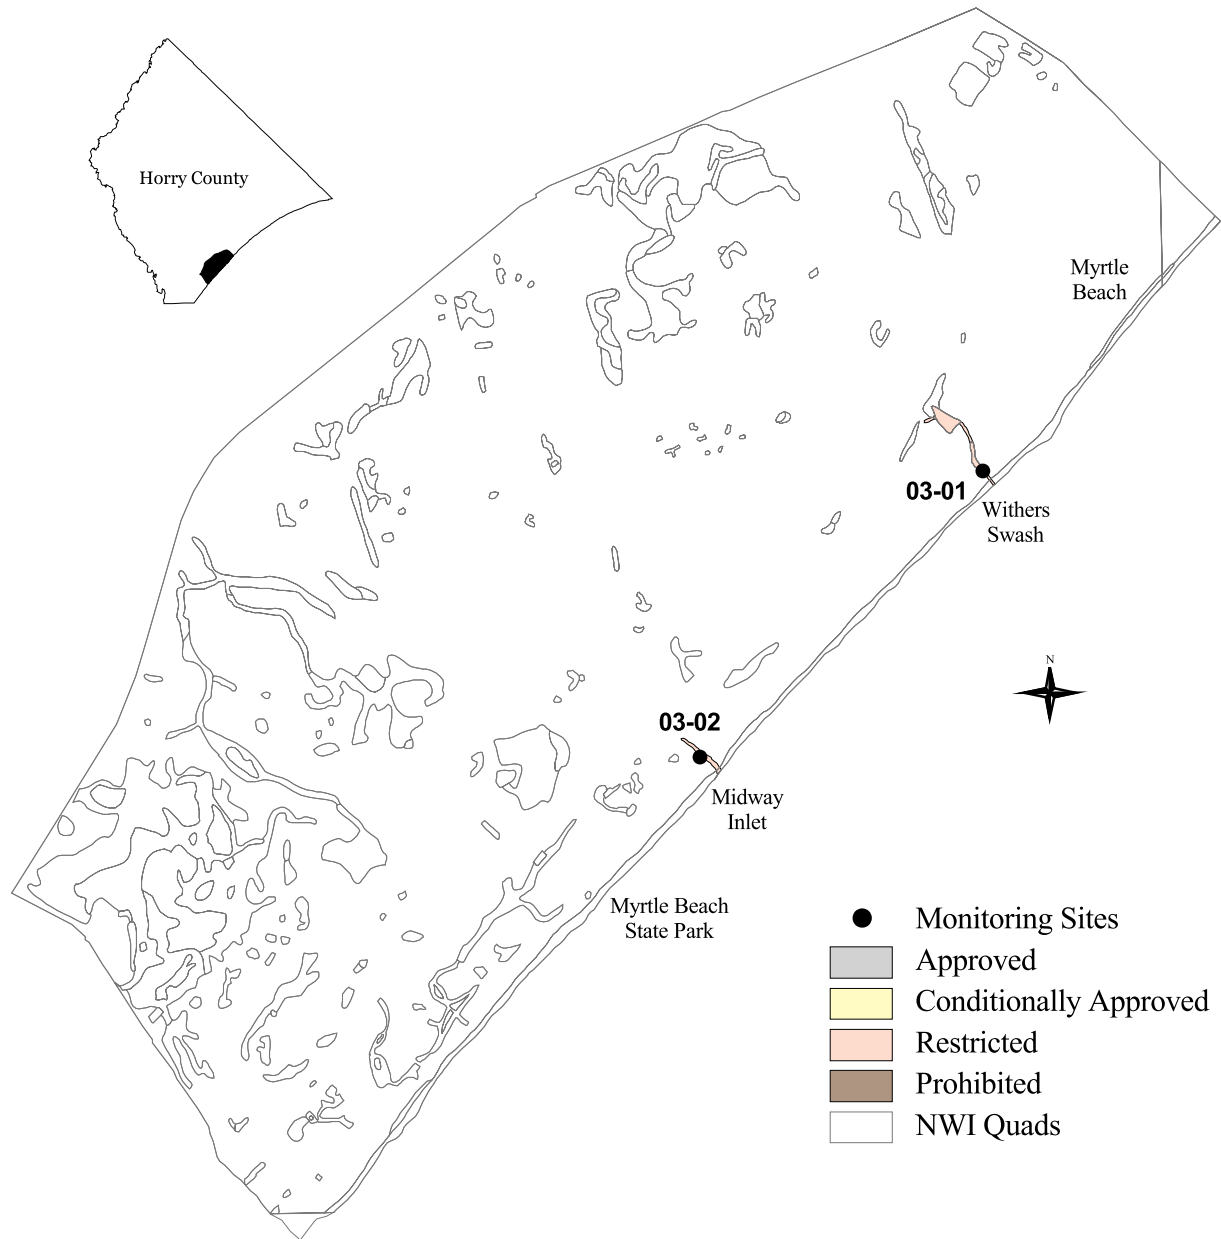 Horry County
Myrtle
Beach
03-01
Withers
Swash
N
03-02
Midway
Inlet
Myrtle Beach
State Park
Monitoring Sites
Approved
Conditionally Approved
Restricted
Prohibited
NWI Quads